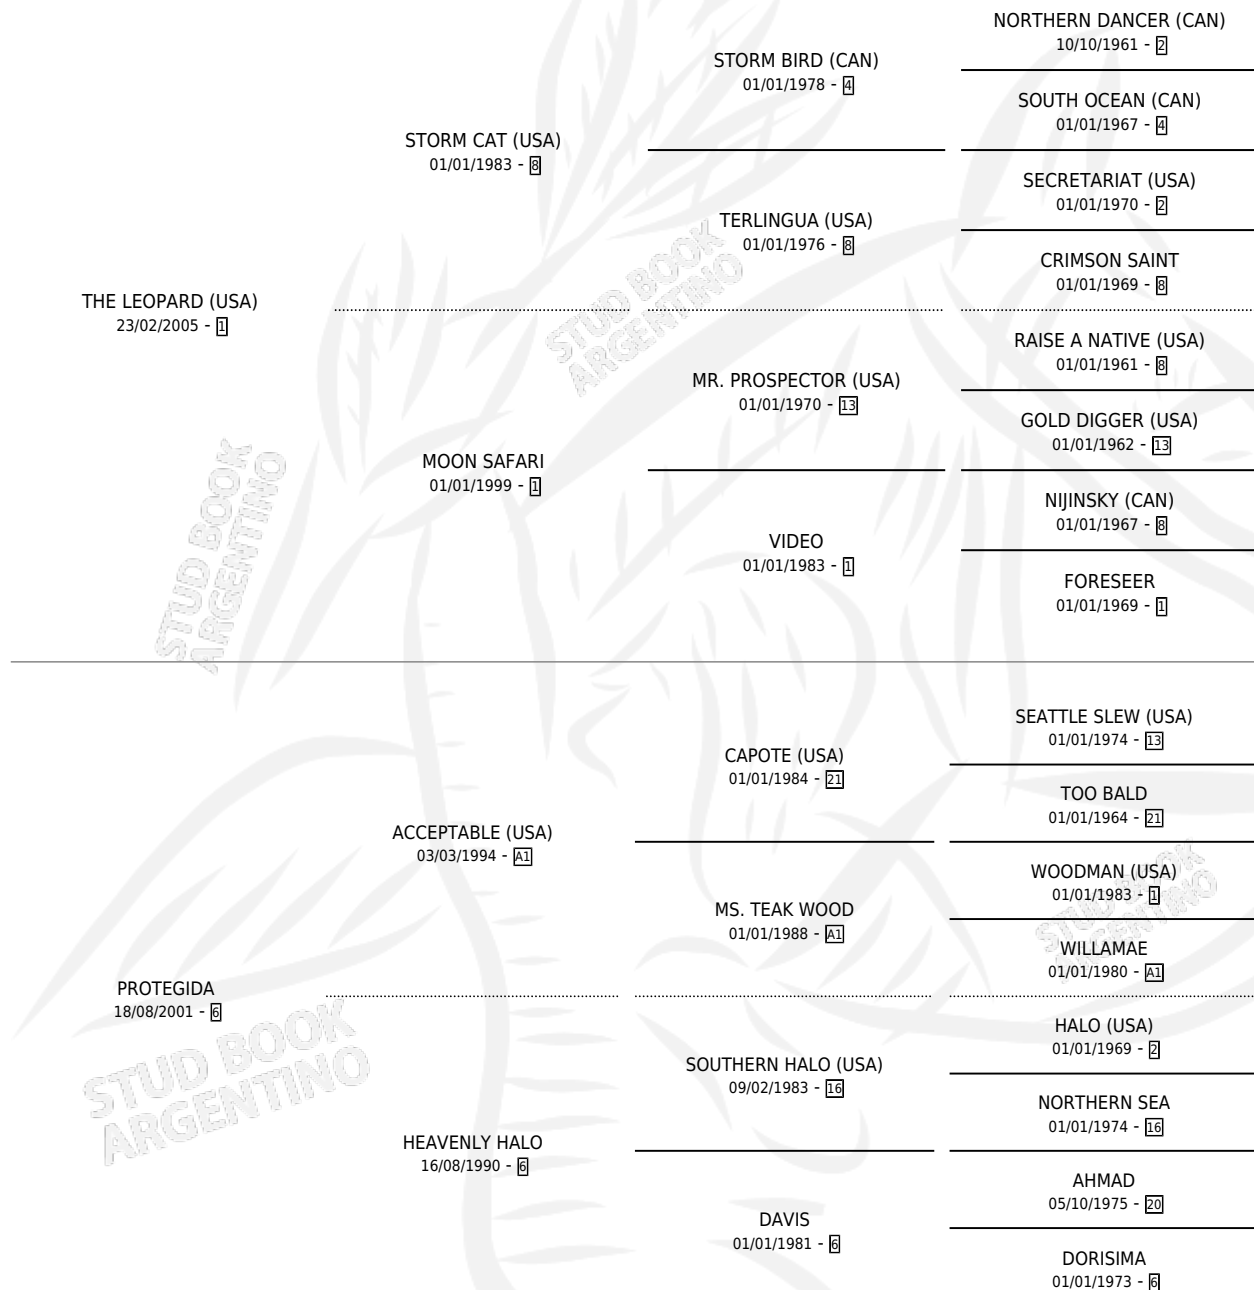 NORTHERN DANCER (CAN)
10/10/1961 - 2
STORM BIRD (CAN)
01/01/1978 - 4
SOUTH OCEAN (CAN)
01/01/1967 - 4
STORM CAT (USA)
01/01/1983 - 8
SECRETARIAT (USA)
01/01/1970 - 2
TERLINGUA (USA)
01/01/1976 - 8
CRIMSON SAINT
01/01/1969 - 8
THE LEOPARD (USA)
23/02/2005 - 1
STUD BOOK
ARGENTINO
RAISE A NATIVE (USA)
01/01/1961 - 8
MR. PROSPECTOR (USA)
01/01/1970 - 13
GOLD DIGGER (USA)
01/01/1962 - 13
MOON SAFARI
01/01/1999 - 1
NIJINSKY (CAN)
01/01/1967 - 8
VIDEO
01/01/1983 - 1
FORESEER
01/01/1969 - 1
STUD BOOK
ARGENTINO
SEATTLE SLEW (USA)
01/01/1974 - 13
CAPOTE (USA)
01/01/1984 - 21
TOO BALD
01/01/1964 - 21
ACCEPTABLE (USA)
03/03/1994 - A1
WOODMAN (USA)
01/01/1983 - 1
MS. TEAK WOOD
01/01/1988 - A1
STUD BOOK
ARGENTINO
WILLAMAE
01/01/1980 - A1
PROTEGIDA
18/08/2001 - 6
STUD BOOK
ARGENTINO
HALO (USA)
01/01/1969 - 2
SOUTHERN HALO (USA)
09/02/1983 - 16
NORTHERN SEA
01/01/1974 - 16
HEAVENLY HALO
16/08/1990 - 6
AHMAD
05/10/1975 - 20
DAVIS
01/01/1981 - 6
DORISIMA
01/01/1973 - 6